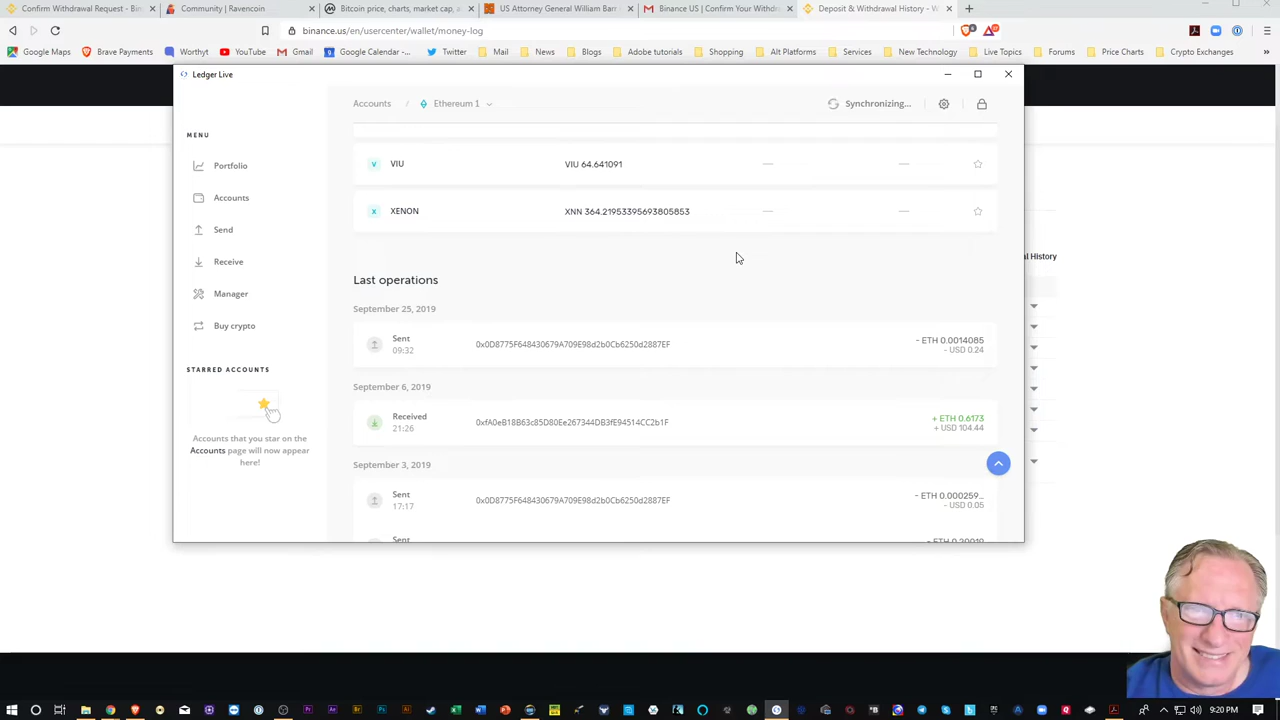 Confirm Withdrawal Request - Bin
Community | Ravencoin
Bitcoin price, charts, market cap, a
US Attorney General William Barr
Binance US | Confirm Your Withdr
Deposit & Withdrawal History - W
binance.us/en/usercenter/wallet/money-log
Google Maps
Brave Payments
Worthyt
YouTube
Gmail
Google Calendar -...
Twitter
Mail
News
Blogs
Adobe tutorials
Shopping
Alt Platforms
Services
New Technology
Live Topics
Forums
Price Charts
Crypto Exchanges
Ledger Live
Accounts / Ethereum 1
Synchronizing...
MENU
Portfolio
Accounts
Send
Receive
Manager
Buy crypto
STARRED ACCOUNTS
Accounts that you star on the
Accounts page will now appear
here!
V VIU VIU 64.641091 — —
X XENON XNN 364.21953395693805853 — —
Last operations
September 25, 2019
Sent
09:32
0x0D8775F648430679A709E98d2b0Cb6250d2887EF
- ETH 0.0014085
- USD 0.24
September 6, 2019
Received
21:26
0xfA0eB18B63c85D80Ee267344DB3fE94514CC2b1F
+ ETH 0.6173
+ USD 104.44
September 3, 2019
Sent
17:17
0x0D8775F648430679A709E98d2b0Cb6250d2887EF
- ETH 0.000259...
- USD 0.05
Sent
al History
9:20 PM